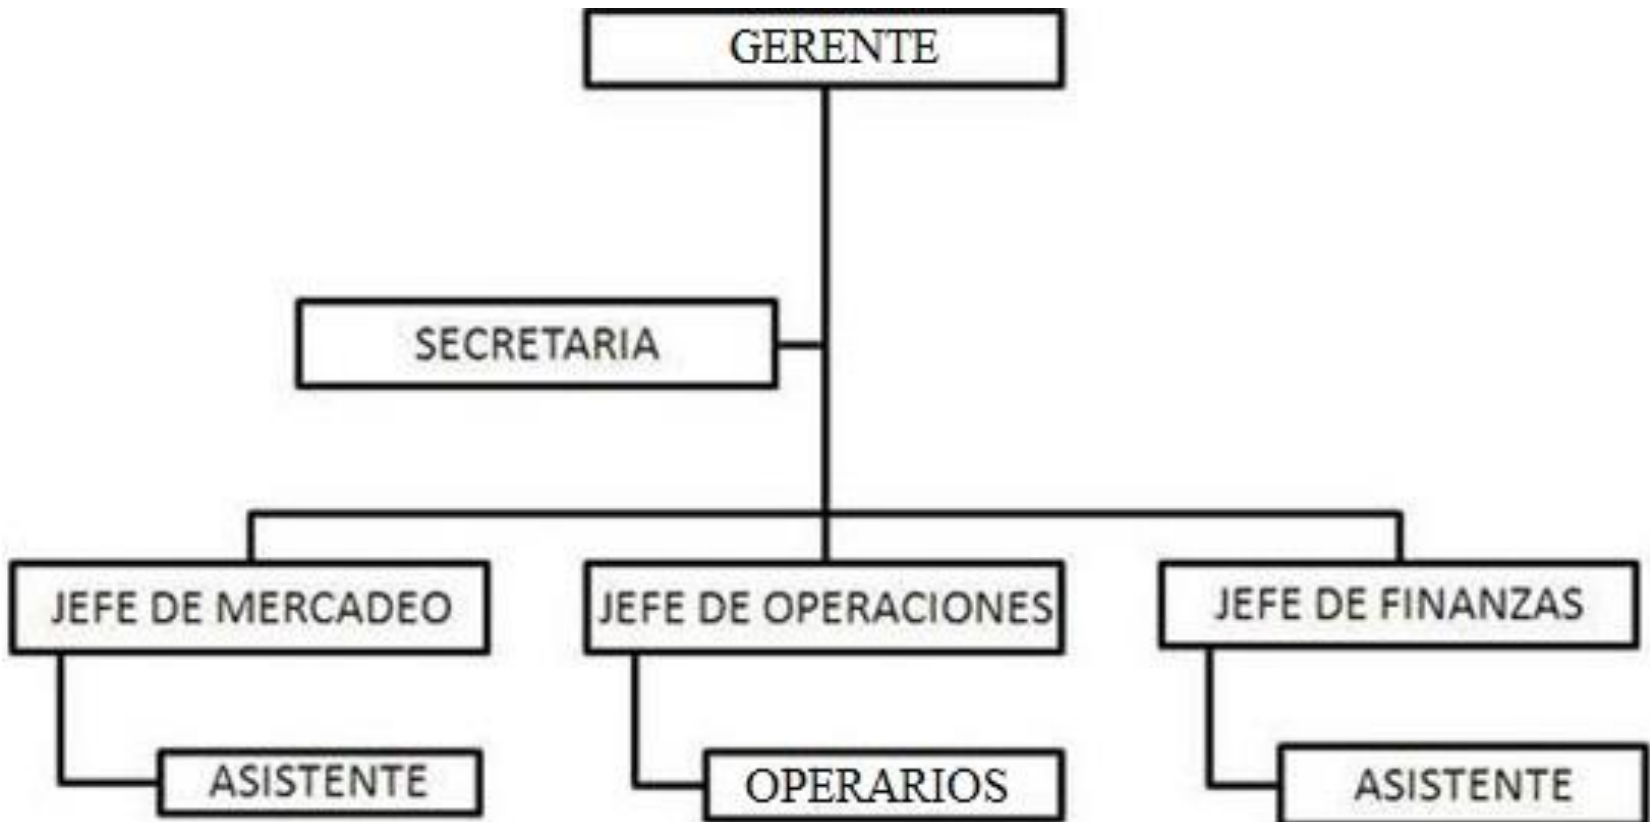 GERENTE
SECRETARIA
JEFE DE MERCADEO
JEFE DE OPERACIONES
JEFE DE FINANZAS
ASISTENTE
OPERARIOS
ASISTENTE